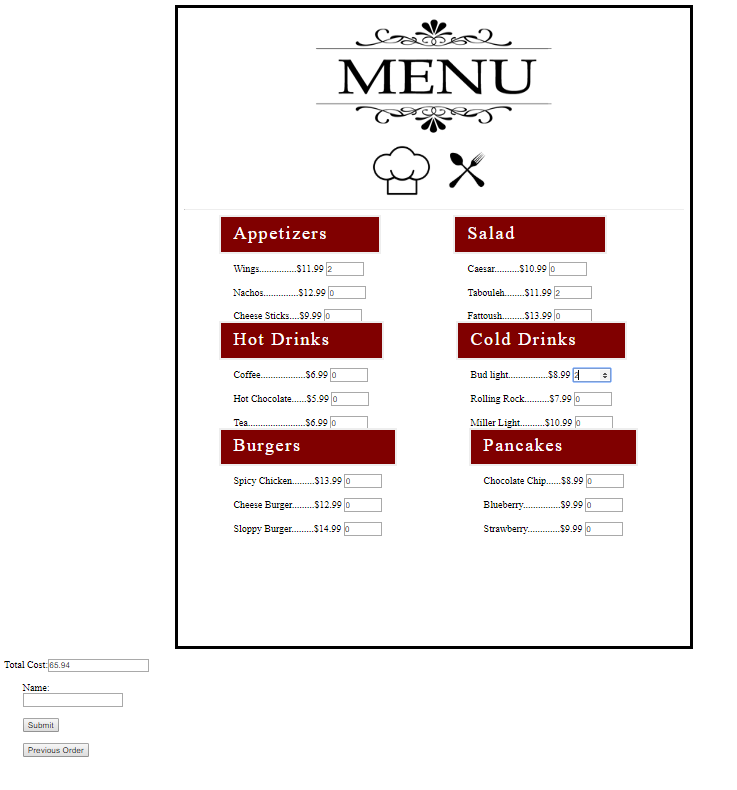 MENU
Appetizers
Wings...............$11.99 2
Nachos..............$12.99 0
Cheese Sticks....$9.99 0
Salad
Caesar..........$10.99 0
Tabouleh........$11.99 2
Fattoush.........$13.99 0
Hot Drinks
Coffee..................$6.99 0
Hot Chocolate......$5.99 0
Tea.......................$6.99 0
Cold Drinks
Bud light................$8.99 2
Rolling Rock..........$7.99 0
Miller Light..........$10.99 0
Burgers
Spicy Chicken.........$13.99 0
Cheese Burger.........$12.99 0
Sloppy Burger.........$14.99 0
Pancakes
Chocolate Chip......$8.99 0
Blueberry...............$9.99 0
Strawberry.............$9.99 0
Total Cost:65.94
Name:
Submit
Previous Order